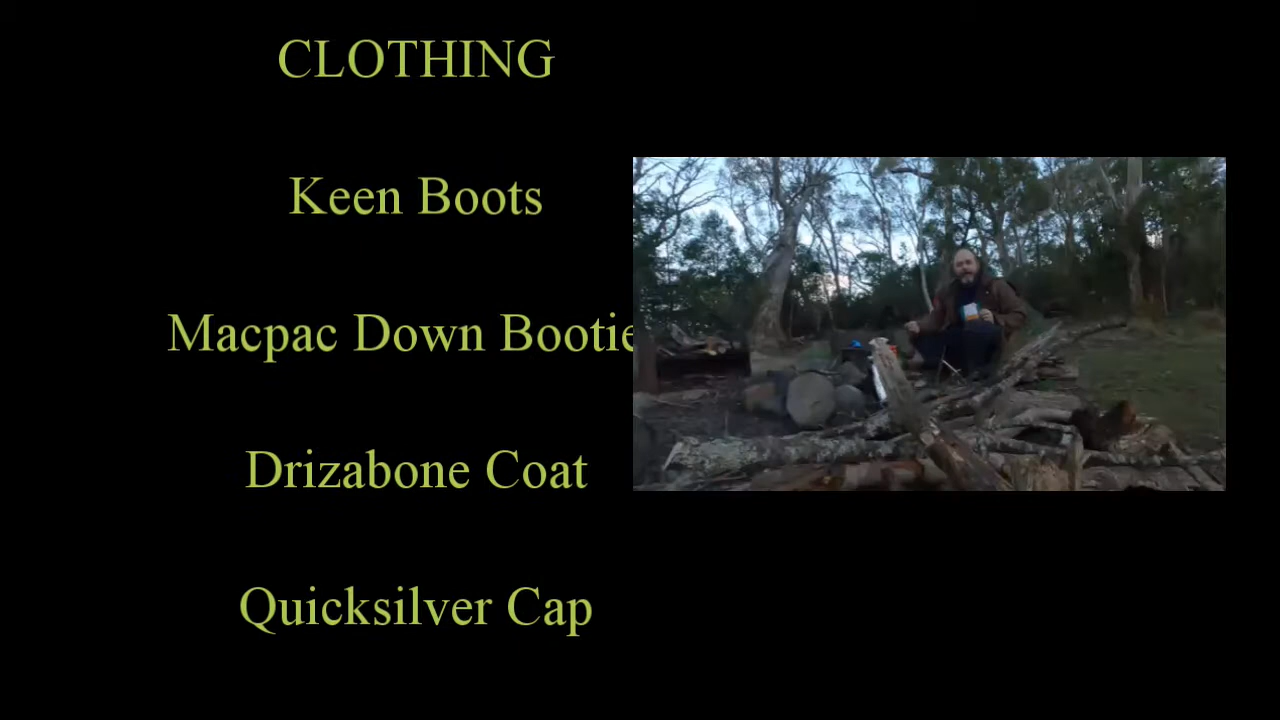 CLOTHING
Keen Boots
Macpac Down Bootie
Drizabone Coat
Quicksilver Cap